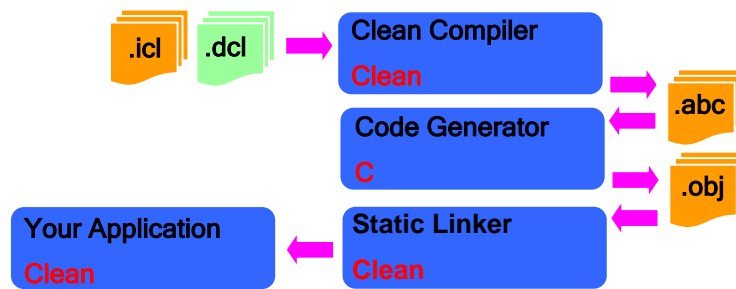 .icl
.dcl
Clean Compiler
Clean
.abc
Code Generator
C
.obj
Static Linker
Clean
Your Application
Clean